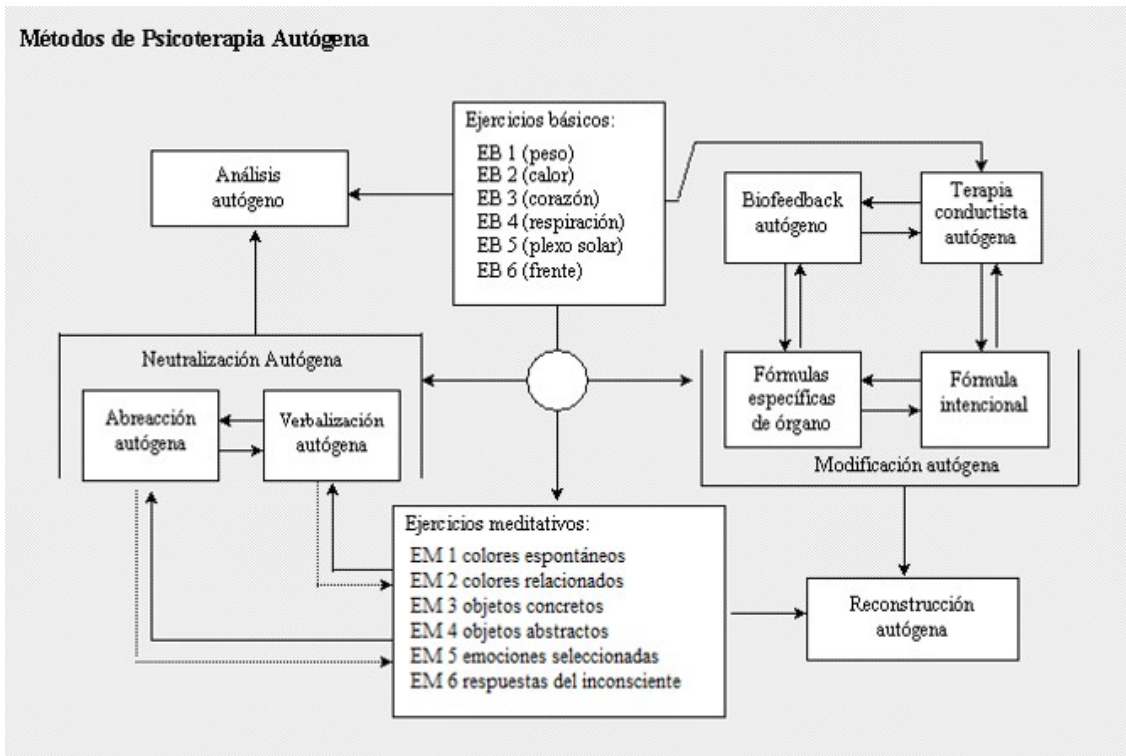 Métodos de Psicoterapia Autógena
Ejercicios básicos:
EB 1 (peso)
EB 2 (calor)
EB 3 (corazón)
EB 4 (respiración)
EB 5 (plexo solar)
EB 6 (frente)
Análisis
autógeno
Biofeedback
autógeno
Terapia
conductista
autógena
Neutralización Autógena
Abreacción
autógena
Verbalización
autógena
Fórmulas
específicas
de órgano
Fórmula
intencional
Modificación autógena
Ejercicios meditativos:
EM 1 colores espontáneos
EM 2 colores relacionados
EM 3 objetos concretos
EM 4 objetos abstractos
EM 5 emociones seleccionadas
EM 6 respuestas del inconsciente
Reconstrucción
autógena